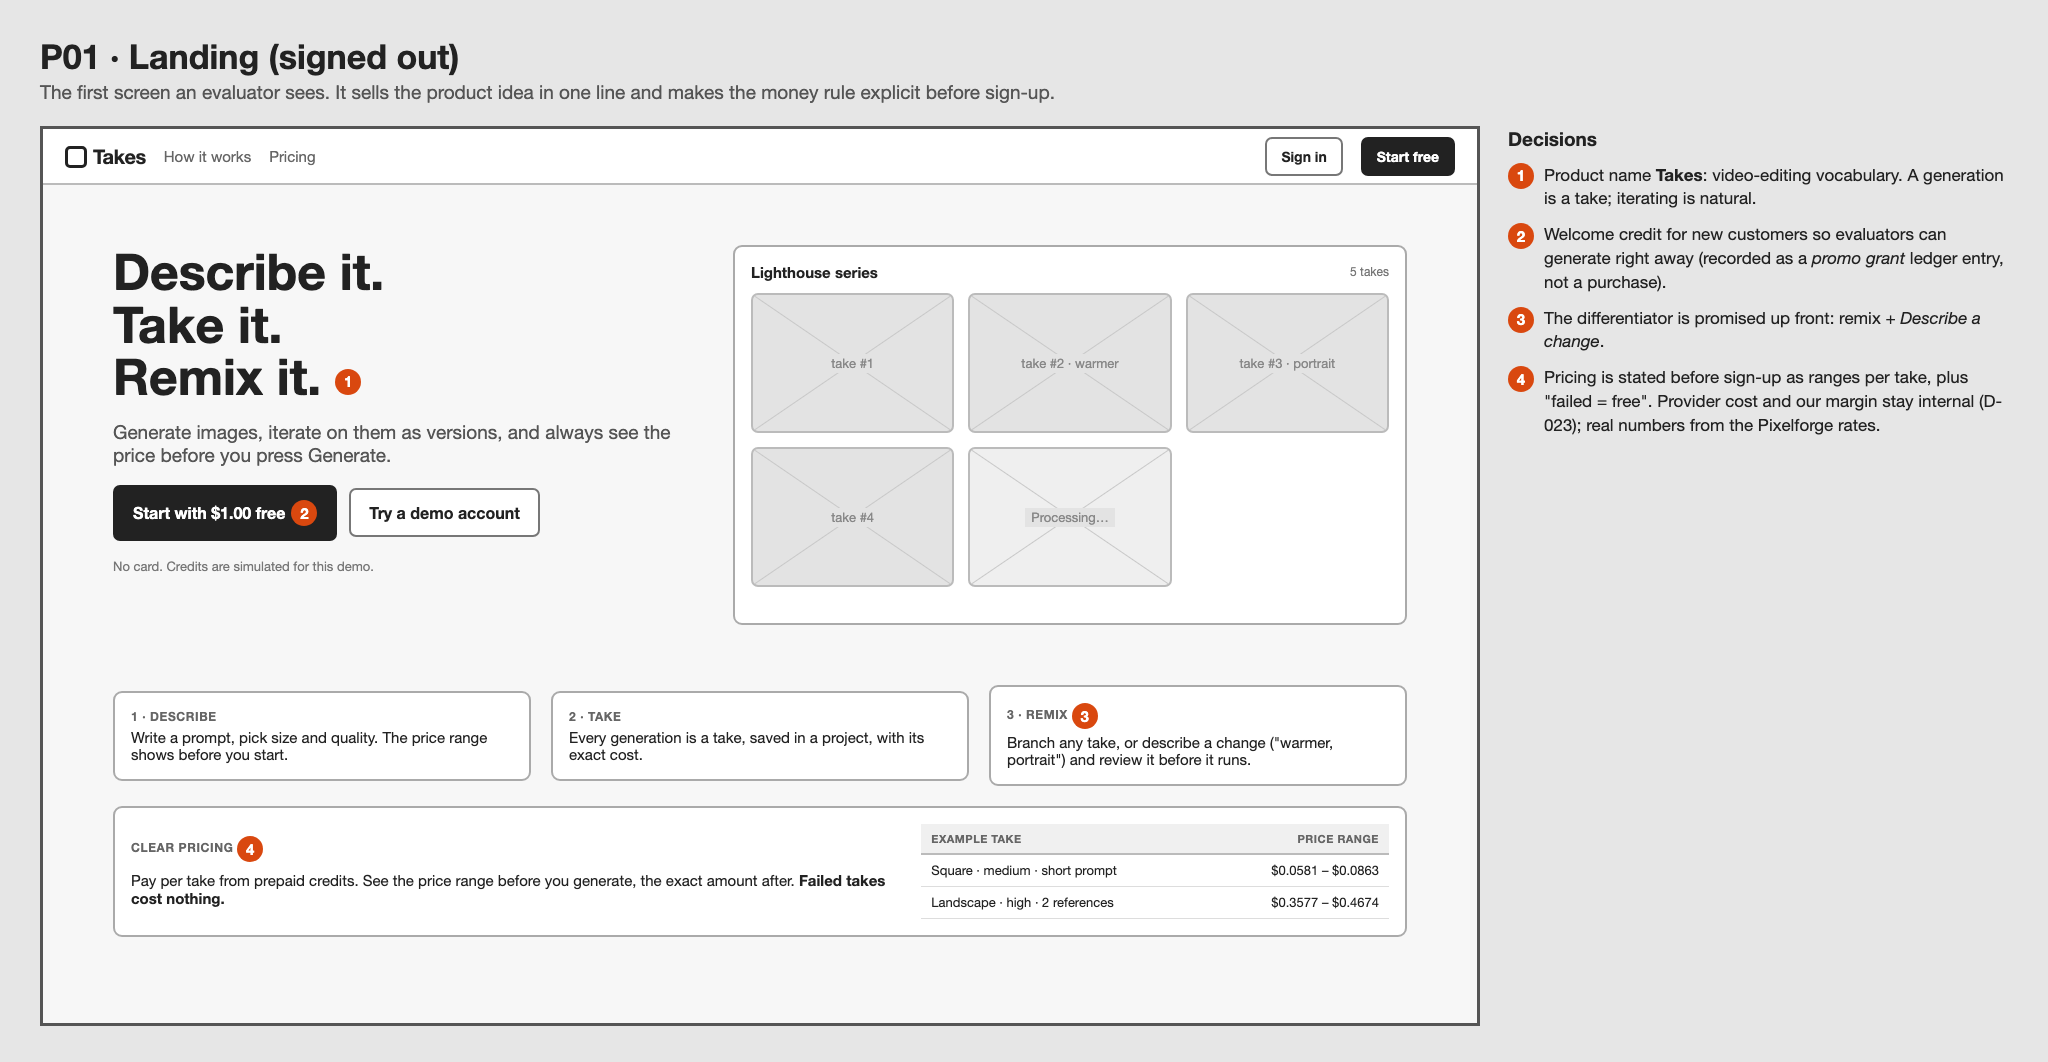 P01 · Landing (signed out)
The first screen an evaluator sees. It sells the product idea in one line and makes the money rule explicit before sign-up.
Takes
How it works
Pricing
Sign in
Start free
Describe it.
Take it.
Remix it. 1
Generate images, iterate on them as versions, and always see the
price before you press Generate.
Start with $1.00 free 2
Try a demo account
No card. Credits are simulated for this demo.
Lighthouse series
5 takes
take #1
take #2 · warmer
take #3 · portrait
take #4
Processing...
1 · DESCRIBE
Write a prompt, pick size and quality. The price range
shows before you start.
2 · TAKE
Every generation is a take, saved in a project, with its
exact cost.
3 · REMIX 3
Branch any take, or describe a change ("warmer,
portrait") and review it before it runs.
CLEAR PRICING 4
Pay per take from prepaid credits. See the price range before you generate, the exact amount after. Failed takes
cost nothing.
EXAMPLE TAKE PRICE RANGE
Square · medium · short prompt $0.0581 – $0.0863
Landscape · high · 2 references $0.3577 – $0.4674
Decisions
1 Product name Takes: video-editing vocabulary. A generation
is a take; iterating is natural.
2 Welcome credit for new customers so evaluators can
generate right away (recorded as a promo grant ledger entry,
not a purchase).
3 The differentiator is promised up front: remix + Describe a
change.
4 Pricing is stated before sign-up as ranges per take, plus
"failed = free". Provider cost and our margin stay internal (D-
023); real numbers from the Pixelforge rates.